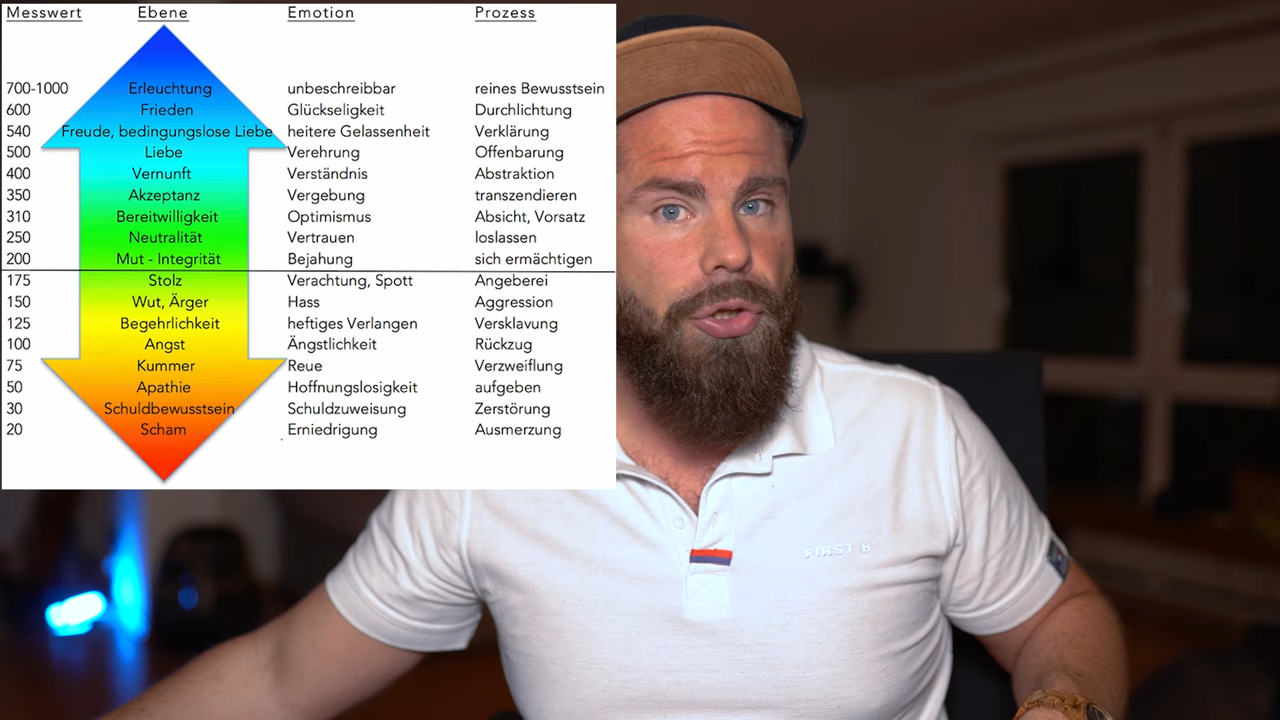 Messwert Ebene Emotion Prozess
700-1000 Erleuchtung unbeschreibbar reines Bewusstsein
600 Frieden Glückseligkeit Durchlichtung
540 Freude, bedingungslose Liebe heitere Gelassenheit Verklärung
500 Liebe Verehrung Offenbarung
400 Vernunft Verständnis Abstraktion
350 Akzeptanz Vergebung transzendieren
310 Bereitwilligkeit Optimismus Absicht, Vorsatz
250 Neutralität Vertrauen loslassen
200 Mut - Integrität Bejahung sich ermächtigen
175 Stolz Verachtung, Spott Angeberei
150 Wut, Ärger Hass Aggression
125 Begehrlichkeit heftiges Verlangen Versklavung
100 Angst Ängstlichkeit Rückzug
75 Kummer Reue Verzweiflung
50 Apathie Hoffnungslosigkeit aufgeben
30 Schuldbewusstsein Schuldzuweisung Zerstörung
20 Scham Erniedrigung Ausmerzung
FIRST B